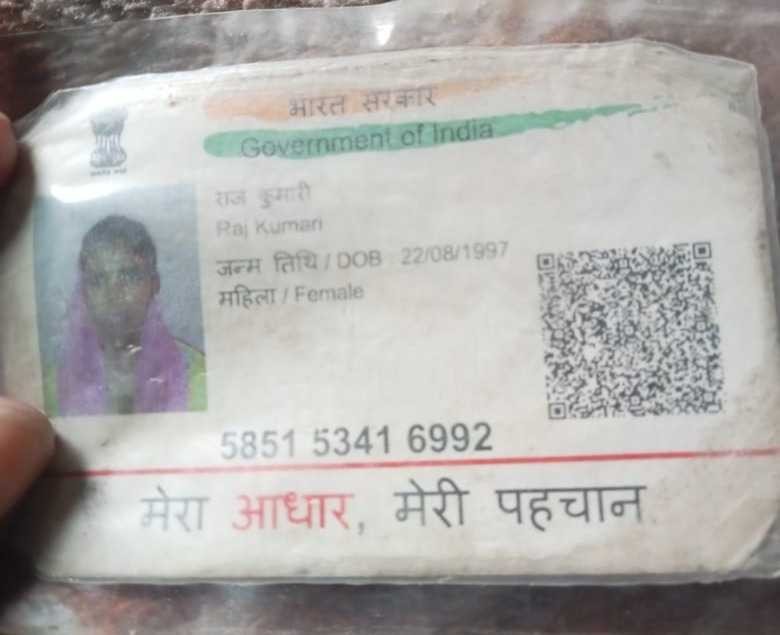 भारत सरकार
Government of India
राज कुमारी
Raj Kumari
जन्म तिथि / DOB 22/08/1997
महिला / Female
5851 5341 6992
मेरा आधार, मेरी पहचान